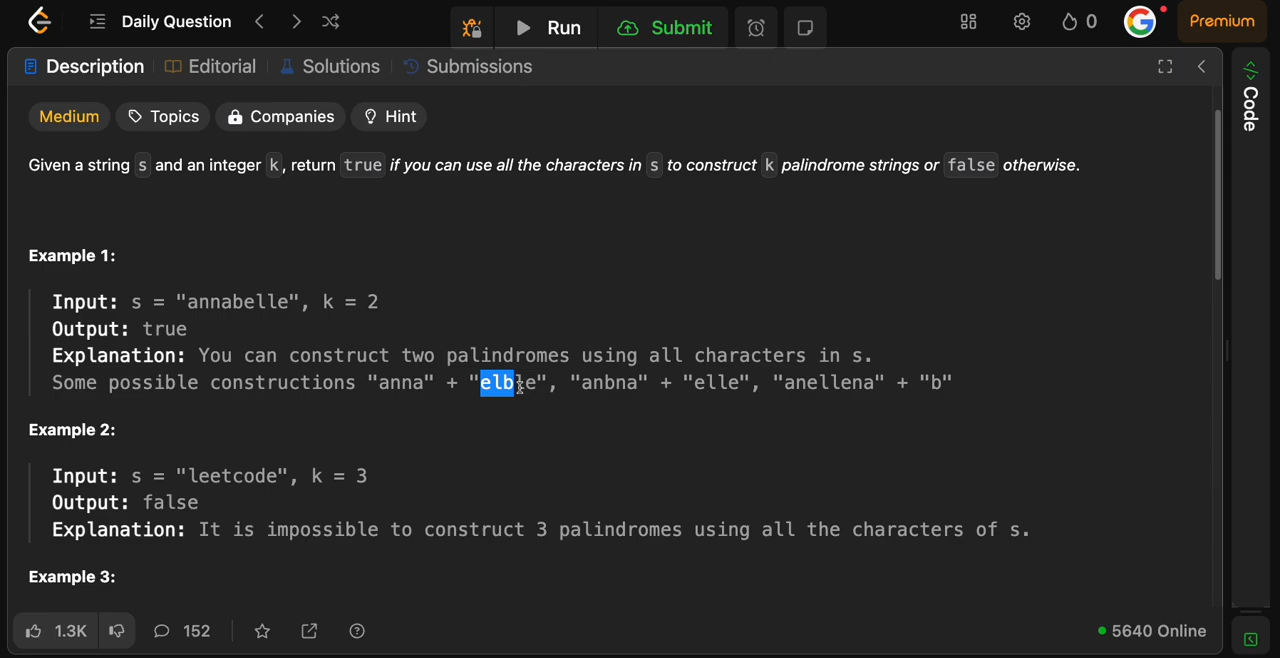 Daily Question Run Submit 0 Premium
Description Editorial Solutions Submissions
Code
Medium Topics Companies Hint
Given a string s and an integer k, return true if you can use all the characters in s to construct k palindrome strings or false otherwise.
Example 1:
Input: s = "annabelle", k = 2
Output: true
Explanation: You can construct two palindromes using all characters in s.
Some possible constructions "anna" + "elble", "anbna" + "elle", "anellena" + "b"
Example 2:
Input: s = "leetcode", k = 3
Output: false
Explanation: It is impossible to construct 3 palindromes using all the characters of s.
Example 3:
1.3K 152 5640 Online